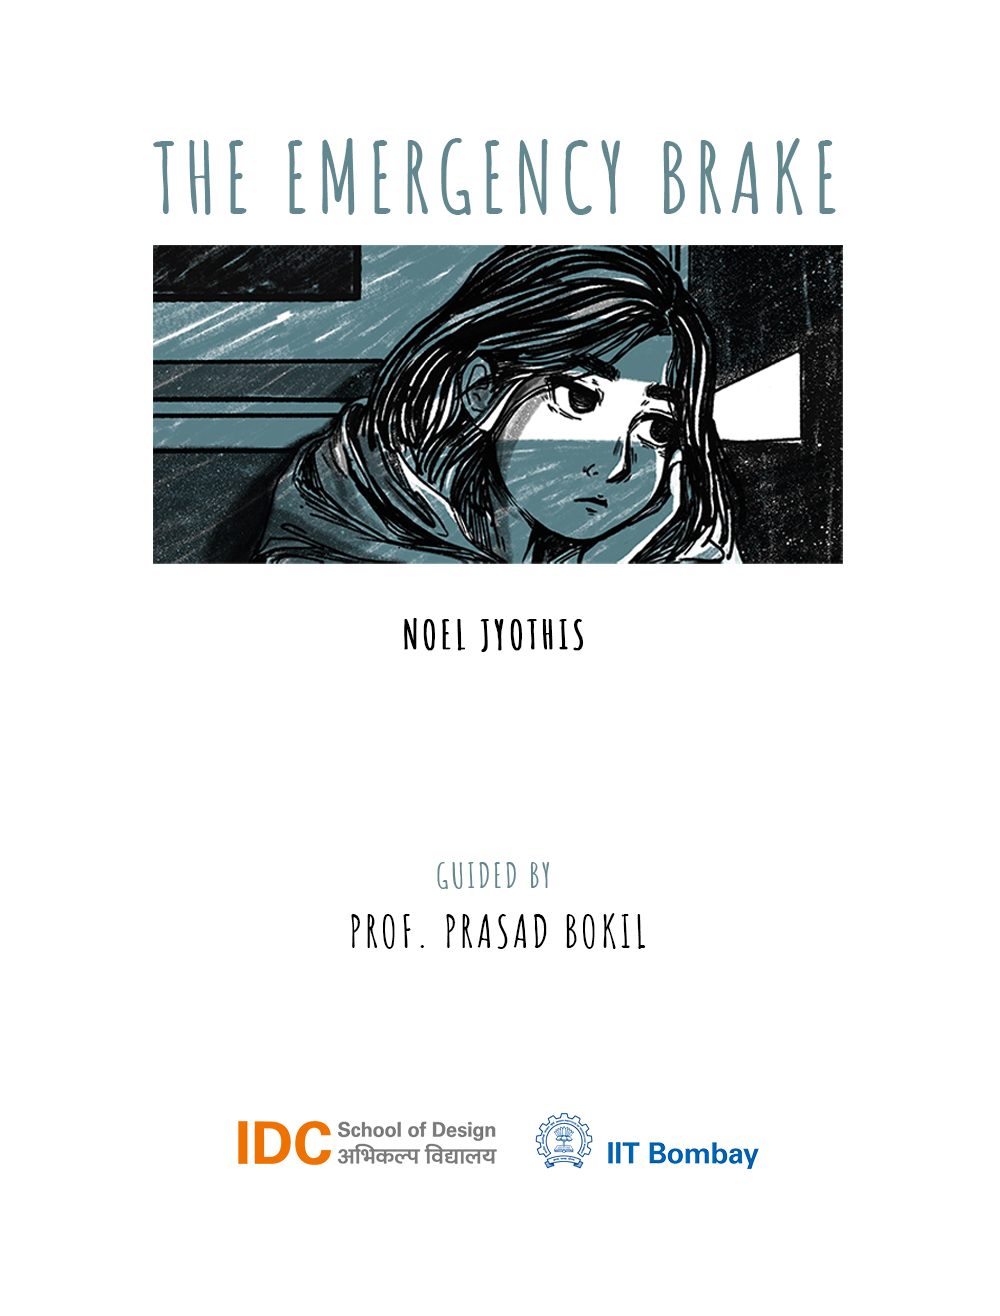 THE EMERGENCY BRAKE
NOEL JYOTHIS
GUIDED BY
PROF. PRASAD BOKIL
IDC School of Design
अभिकल्प विद्यालय
IIT Bombay